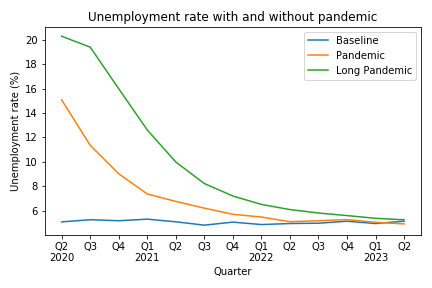 Unemployment rate with and without pandemic
Baseline
Pandemic
Long Pandemic
Unemployment rate (%)
20
18
16
14
12
10
8
6
Q2 Q3 Q4 Q1 Q2 Q3 Q4 Q1 Q2 Q3 Q4 Q1 Q2
2020 2021 2022 2023
Quarter